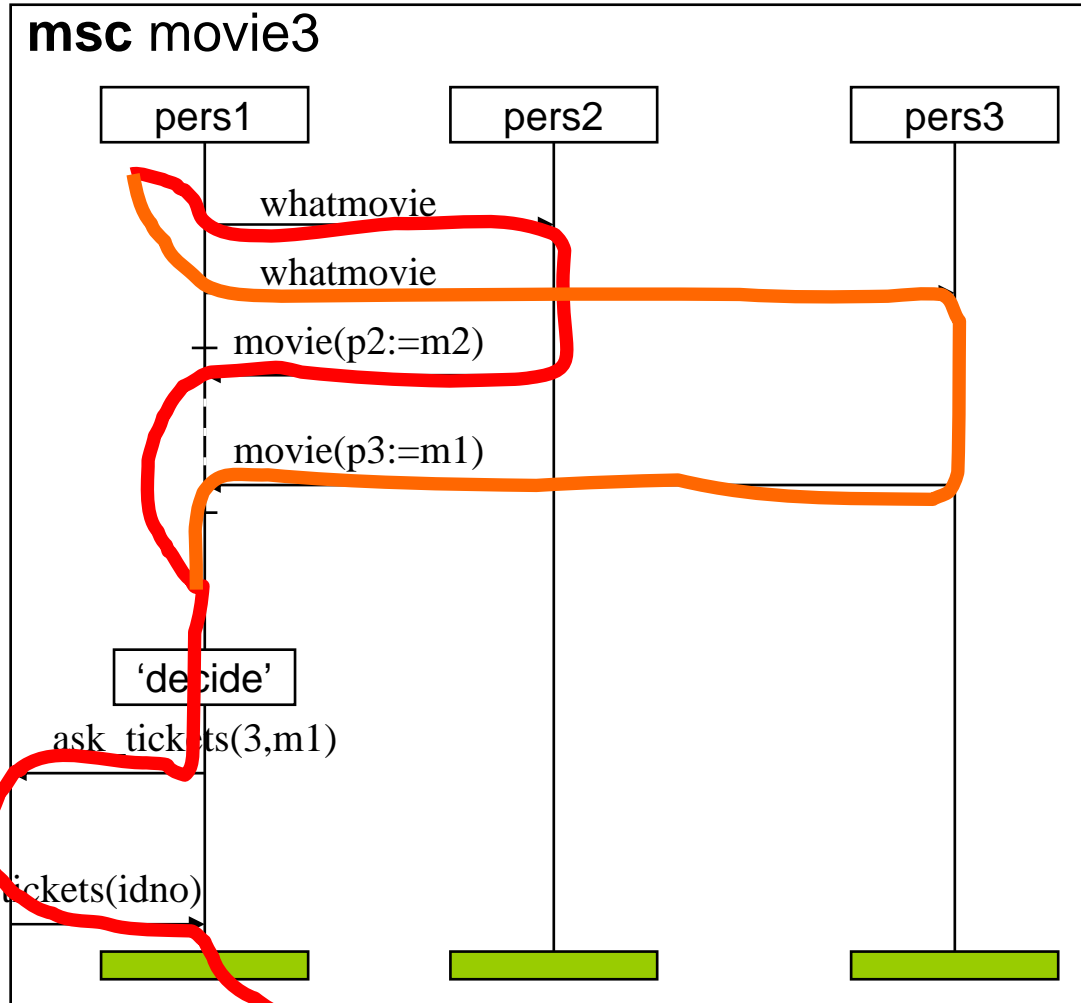 msc movie3
pers1 pers2 pers3
whatmovie
whatmovie
movie(p2:=m2)
movie(p3:=m1)
‘decide’
ask_tickets(3,m1)
tickets(idno)